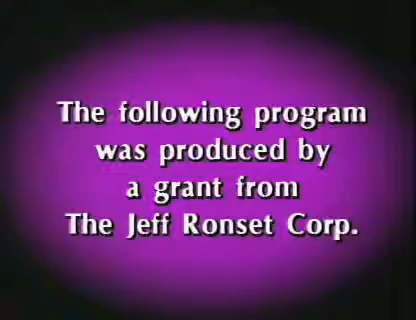 The following program
was produced by
a grant from
The Jeff Ronset Corp.